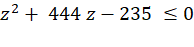 z² + 444 z − 235 ≤ 0